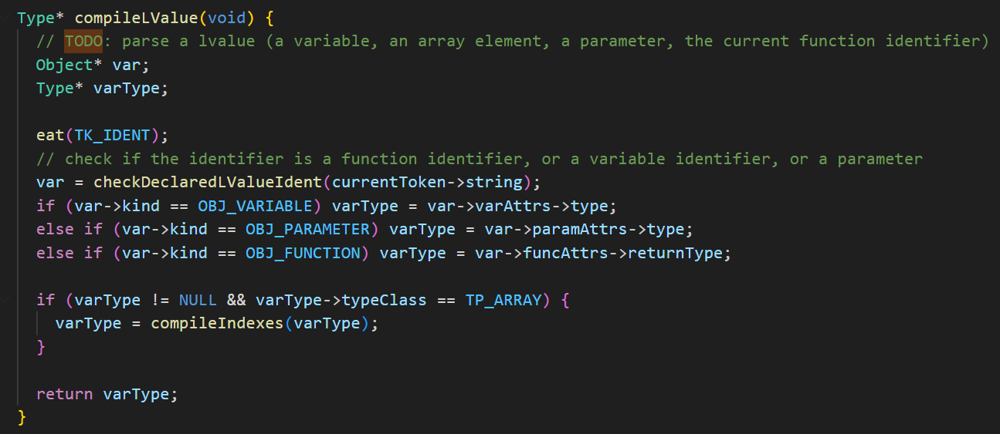 Type* compileLValue(void) {
  // TODO: parse a lvalue (a variable, an array element, a parameter, the current function identifier)
  Object* var;
  Type* varType;

  eat(TK_IDENT);
  // check if the identifier is a function identifier, or a variable identifier, or a parameter
  var = checkDeclaredLValueIdent(currentToken->string);
  if (var->kind == OBJ_VARIABLE) varType = var->varAttrs->type;
  else if (var->kind == OBJ_PARAMETER) varType = var->paramAttrs->type;
  else if (var->kind == OBJ_FUNCTION) varType = var->funcAttrs->returnType;

  if (varType != NULL && varType->typeClass == TP_ARRAY) {
    varType = compileIndexes(varType);
  }

  return varType;
}